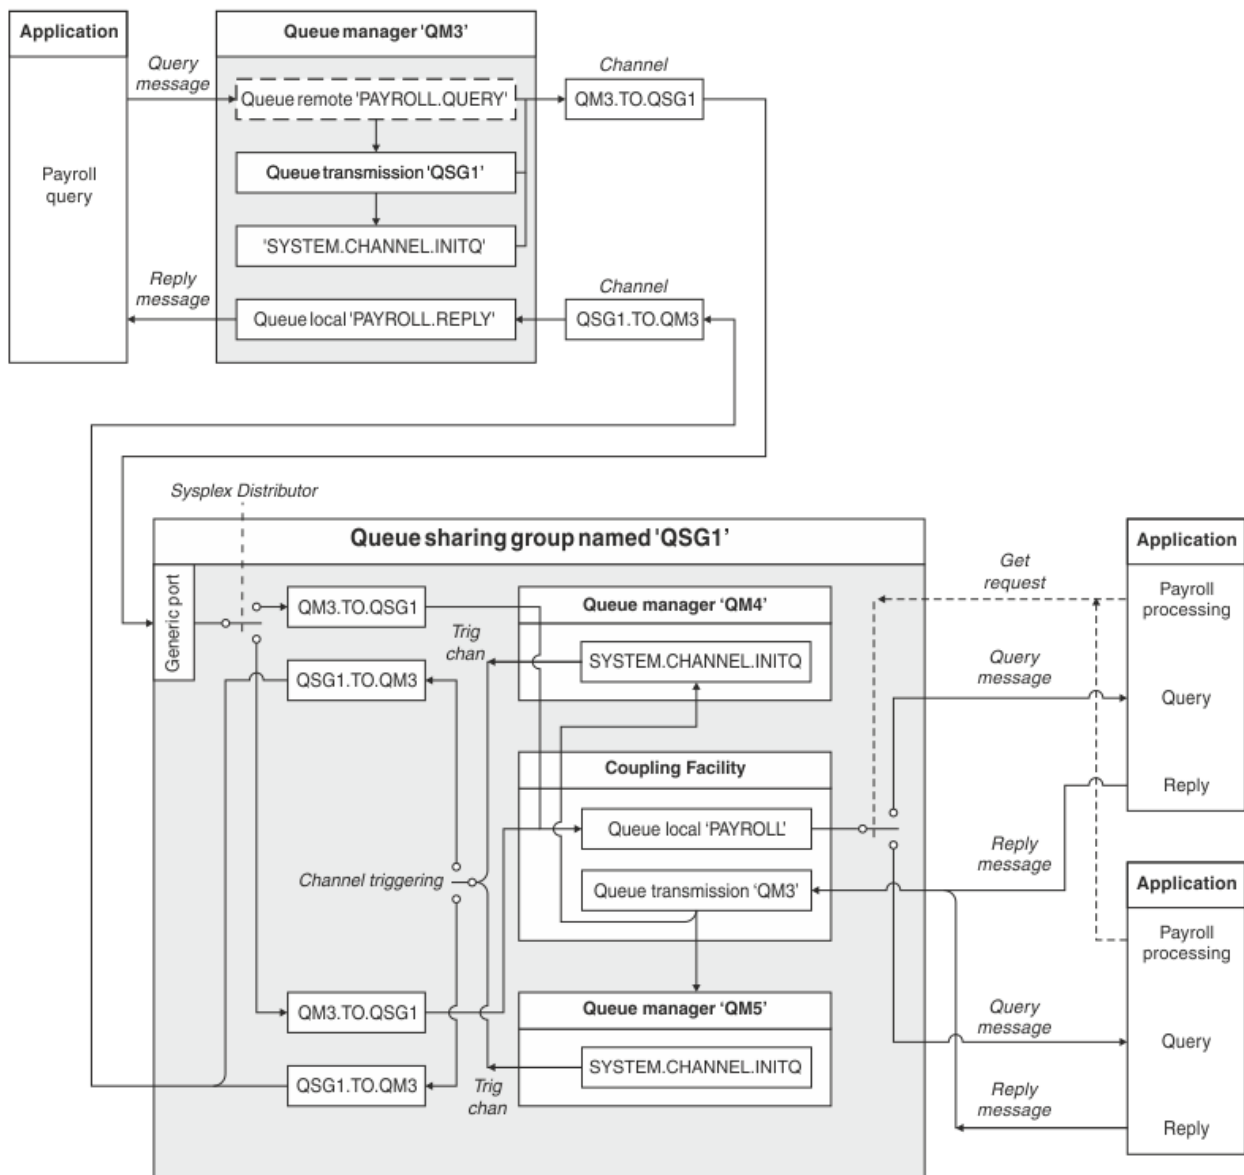 Application
Payroll
query
Query
message
Reply
message
Queue manager 'QM3'
Queue remote 'PAYROLL.QUERY'
Queue transmission 'QSG1'
'SYSTEM.CHANNEL.INITQ'
Queue local 'PAYROLL.REPLY'
Channel
QM3.TO.QSG1
Channel
QSG1.TO.QM3
Sysplex Distributor
Queue sharing group named 'QSG1'
Generic port
QM3.TO.QSG1
QSG1.TO.QM3
Trig
chan
Queue manager ‘QM4’
SYSTEM.CHANNEL.INITQ
Coupling Facility
Queue local ‘PAYROLL’
Queue transmission ‘QM3’
Channel triggering
QM3.TO.QSG1
QSG1.TO.QM3
Trig
chan
Queue manager ‘QM5’
SYSTEM.CHANNEL.INITQ
Get
request
Query
message
Reply
message
Application
Payroll
processing
Query
Reply
Query
message
Reply
message
Application
Payroll
processing
Query
Reply